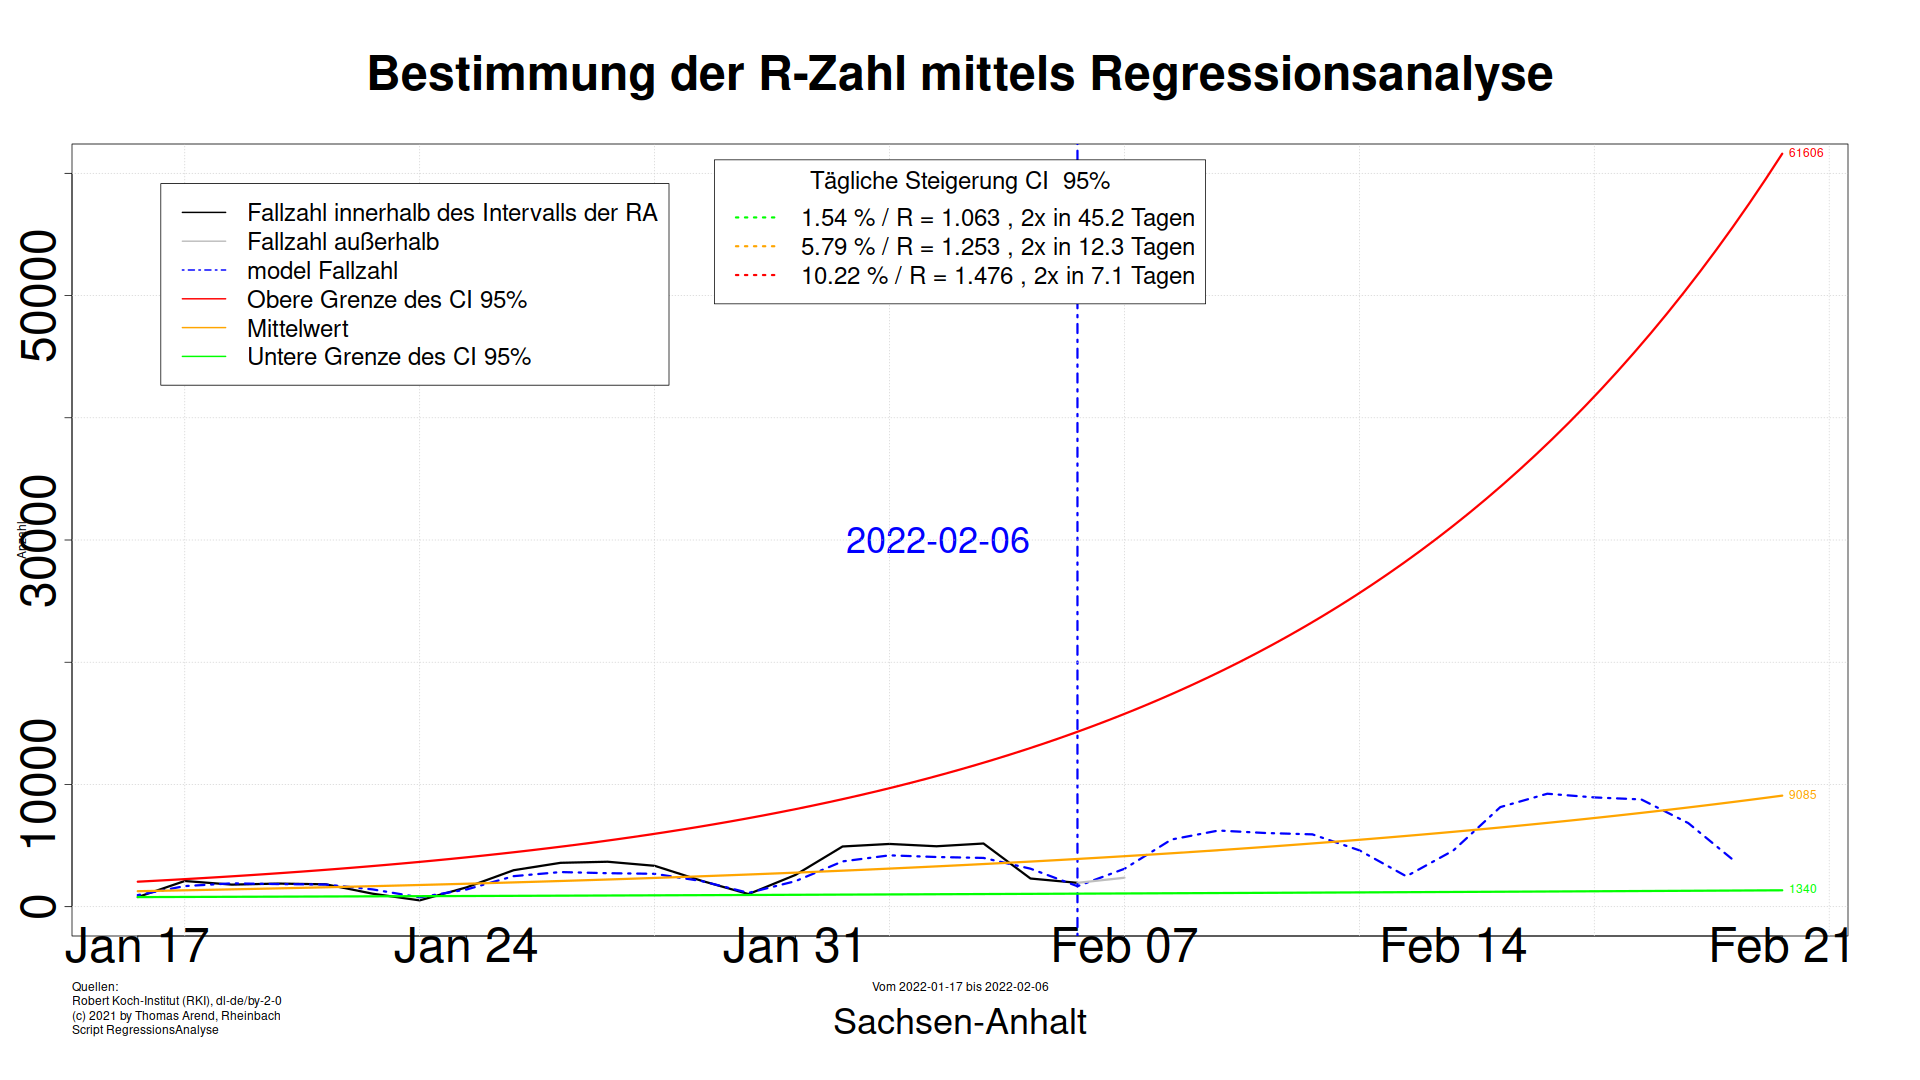 Bestimmung der R-Zahl mittels Regressionsanalyse
Fallzahl innerhalb des Intervalls der RA
Fallzahl außerhalb
model Fallzahl
Obere Grenze des CI 95%
Mittelwert
Untere Grenze des CI 95%
Tägliche Steigerung CI 95%
1.54 % / R = 1.063 , 2x in 45.2 Tagen
5.79 % / R = 1.253 , 2x in 12.3 Tagen
10.22 % / R = 1.476 , 2x in 7.1 Tagen
61606
2022-02-06
9085
1340
50000
30000
10000
0
Anzahl
Jan 17
Jan 24
Jan 31
Feb 07
Feb 14
Feb 21
Quellen:
Robert Koch-Institut (RKI), dl-de/by-2-0
(c) 2021 by Thomas Arend, Rheinbach
Script RegressionsAnalyse
Vom 2022-01-17 bis 2022-02-06
Sachsen-Anhalt